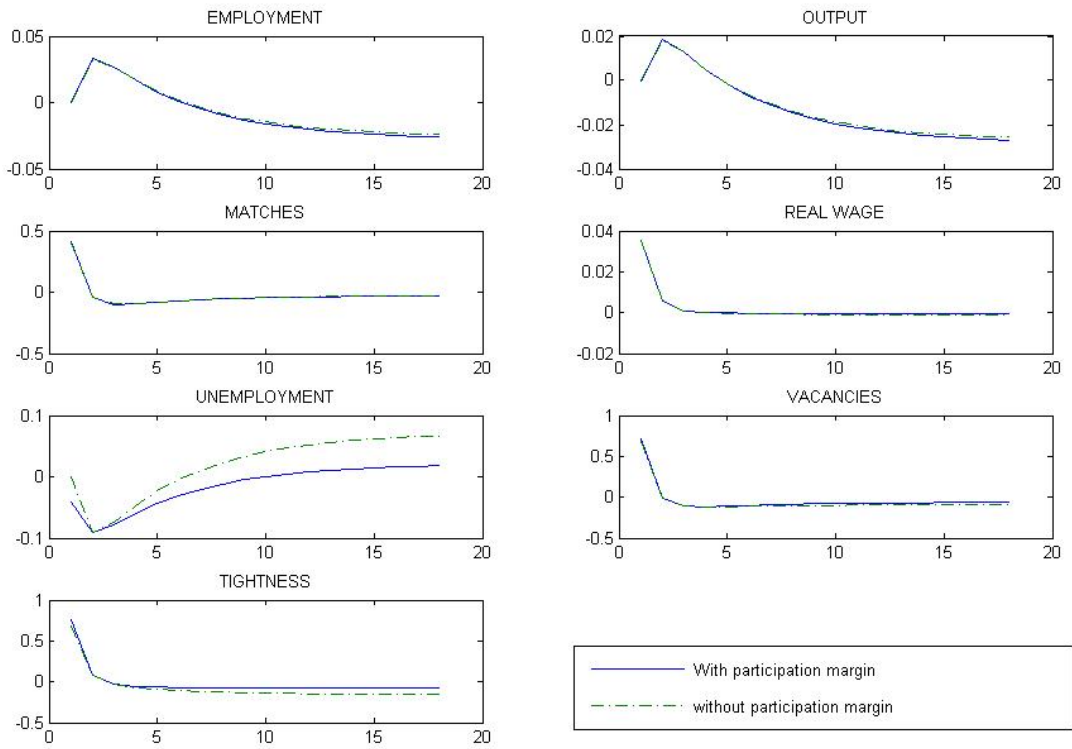 EMPLOYMENT
0.05
0
-0.05
0 5 10 15 20
OUTPUT
0.02
0
-0.02
-0.04
0 5 10 15 20
MATCHES
0.5
0
-0.5
0 5 10 15 20
REAL WAGE
0.04
0.02
0
-0.02
0 5 10 15 20
UNEMPLOYMENT
0.1
0
-0.1
0 5 10 15 20
VACANCIES
1
0.5
0
-0.5
0 5 10 15 20
TIGHTNESS
1
0.5
0
-0.5
0 5 10 15 20
With participation margin
without participation margin